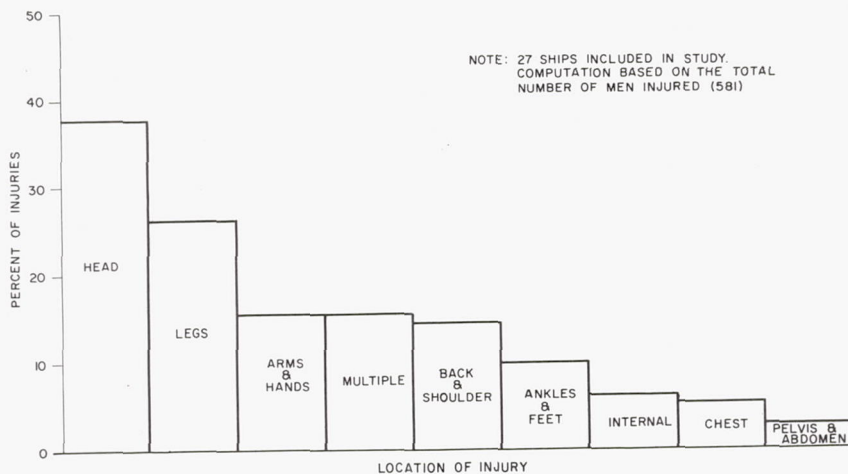 50
40
30
20
10
0
PERCENT OF INJURIES
NOTE: 27 SHIPS INCLUDED IN STUDY.
COMPUTATION BASED ON THE TOTAL
NUMBER OF MEN INJURED (581)
HEAD
LEGS
ARMS
&
HANDS
MULTIPLE
BACK
&
SHOULDER
ANKLES
&
FEET
INTERNAL
CHEST
PELVIS &
ABDOMEN
LOCATION OF INJURY